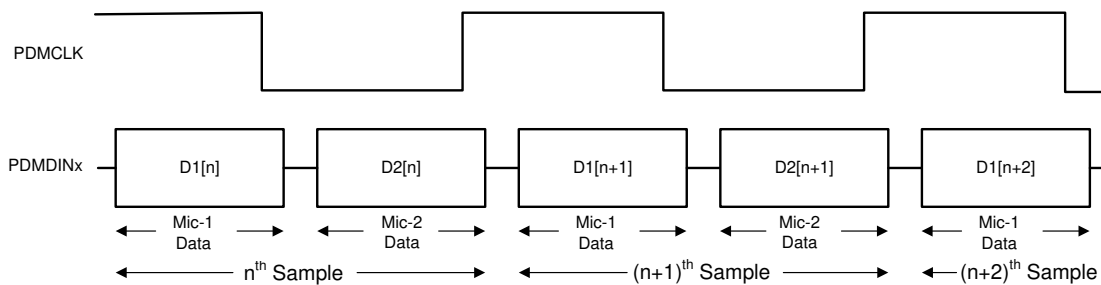 PDMCLK
PDMDINx
D1[n]
D2[n]
D1[n+1]
D2[n+1]
D1[n+2]
Mic-1
Data
Mic-2
Data
Mic-1
Data
Mic-2
Data
Mic-1
Data
nth Sample
(n+1)th Sample
(n+2)th Sample